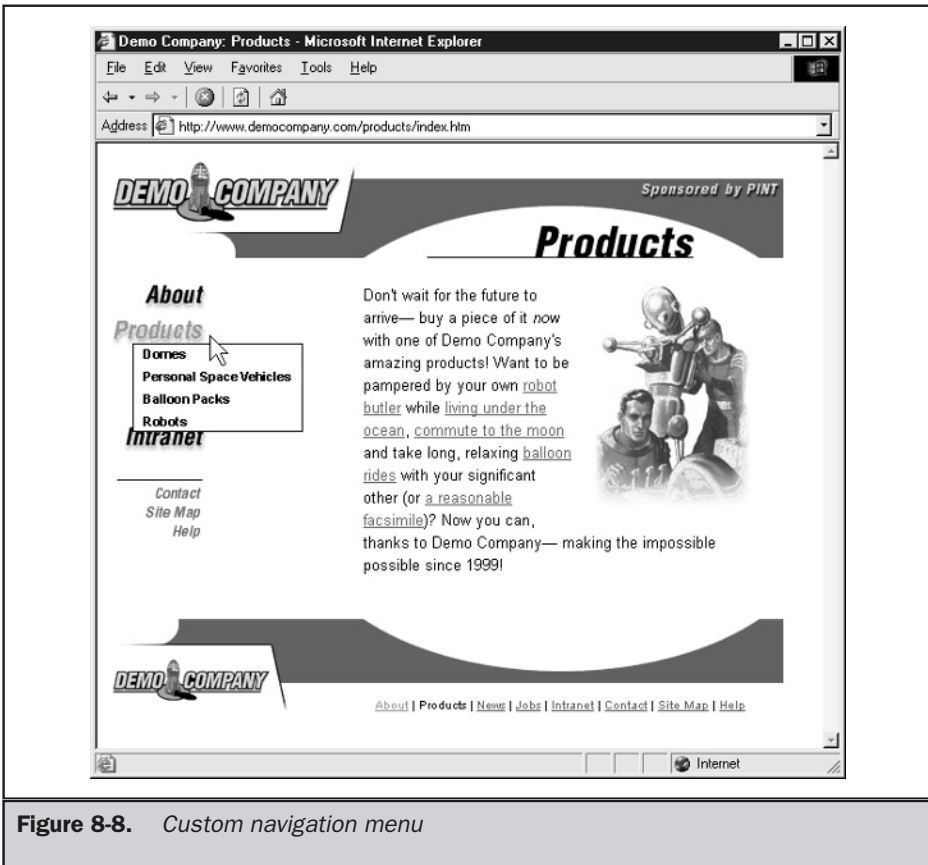 Demo Company: Products - Microsoft Internet Explorer
File Edit View Favorites Tools Help
Address http://www.democompany.com/products/index.htm
DEMO COMPANY
Sponsored by PINT
Products
About
Products
Domes
Personal Space Vehicles
Balloon Packs
Robots
Intranet
Contact
Site Map
Help
Don't wait for the future to
arrive— buy a piece of it now
with one of Demo Company's
amazing products! Want to be
pampered by your own robot
butler while living under the
ocean, commute to the moon
and take long, relaxing balloon
rides with your significant
other (or a reasonable
facsimile)? Now you can,
thanks to Demo Company— making the impossible
possible since 1999!
DEMO COMPANY
About | Products | News | Jobs | Intranet | Contact | Site Map | Help
Internet
Figure 8-8. Custom navigation menu